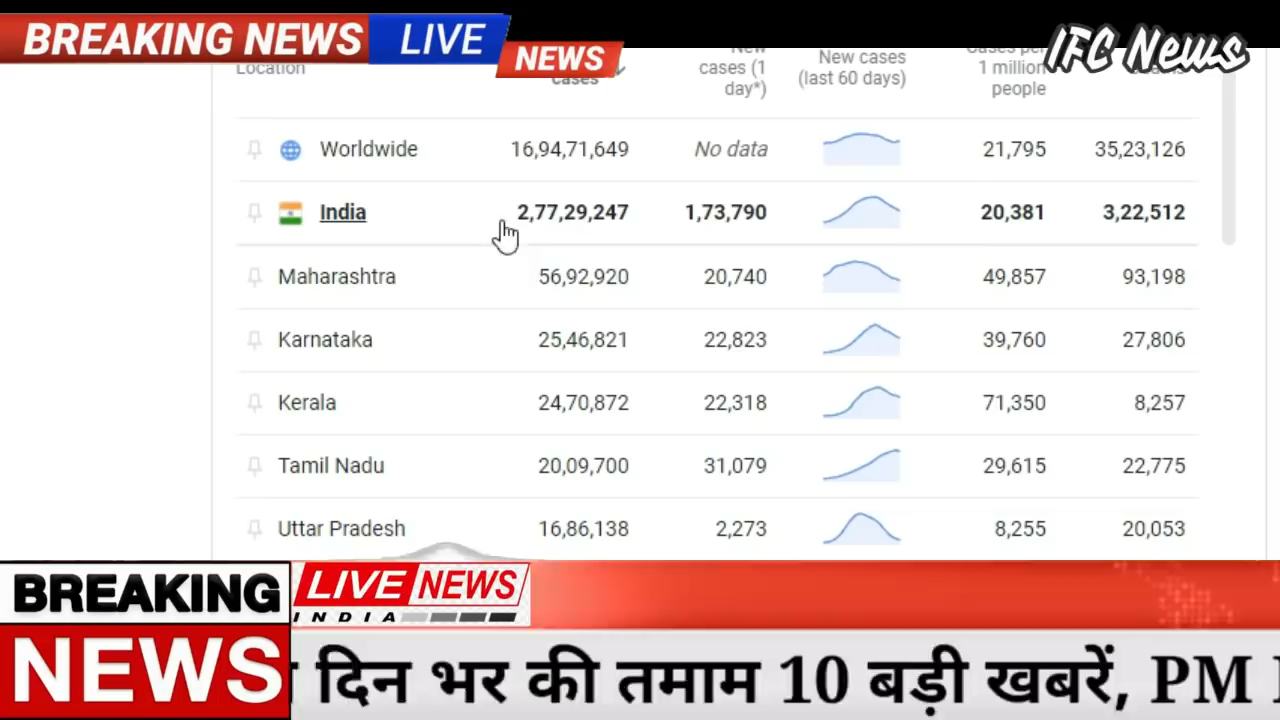 BREAKING NEWS LIVE NEWS
IFC News
Location
cases
New cases (1 day*)
New cases (last 60 days)
Cases per 1 million people
Worldwide 16,94,71,649 No data 21,795 35,23,126
India 2,77,29,247 1,73,790 20,381 3,22,512
Maharashtra 56,92,920 20,740 49,857 93,198
Karnataka 25,46,821 22,823 39,760 27,806
Kerala 24,70,872 22,318 71,350 8,257
Tamil Nadu 20,09,700 31,079 29,615 22,775
Uttar Pradesh 16,86,138 2,273 8,255 20,053
BREAKING NEWS
LIVE NEWS
INDIA
दिन भर की तमाम 10 बड़ी खबरें, PM